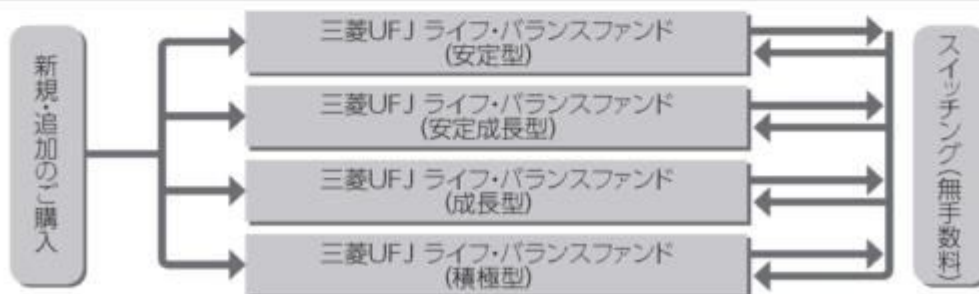 新規・追加のご購入
三菱UFJ ライフ・バランスファンド
(安定型)
三菱UFJ ライフ・バランスファンド
(安定成長型)
三菱UFJ ライフ・バランスファンド
(成長型)
三菱UFJ ライフ・バランスファンド
(積極型)
スイッチング(無手数料)